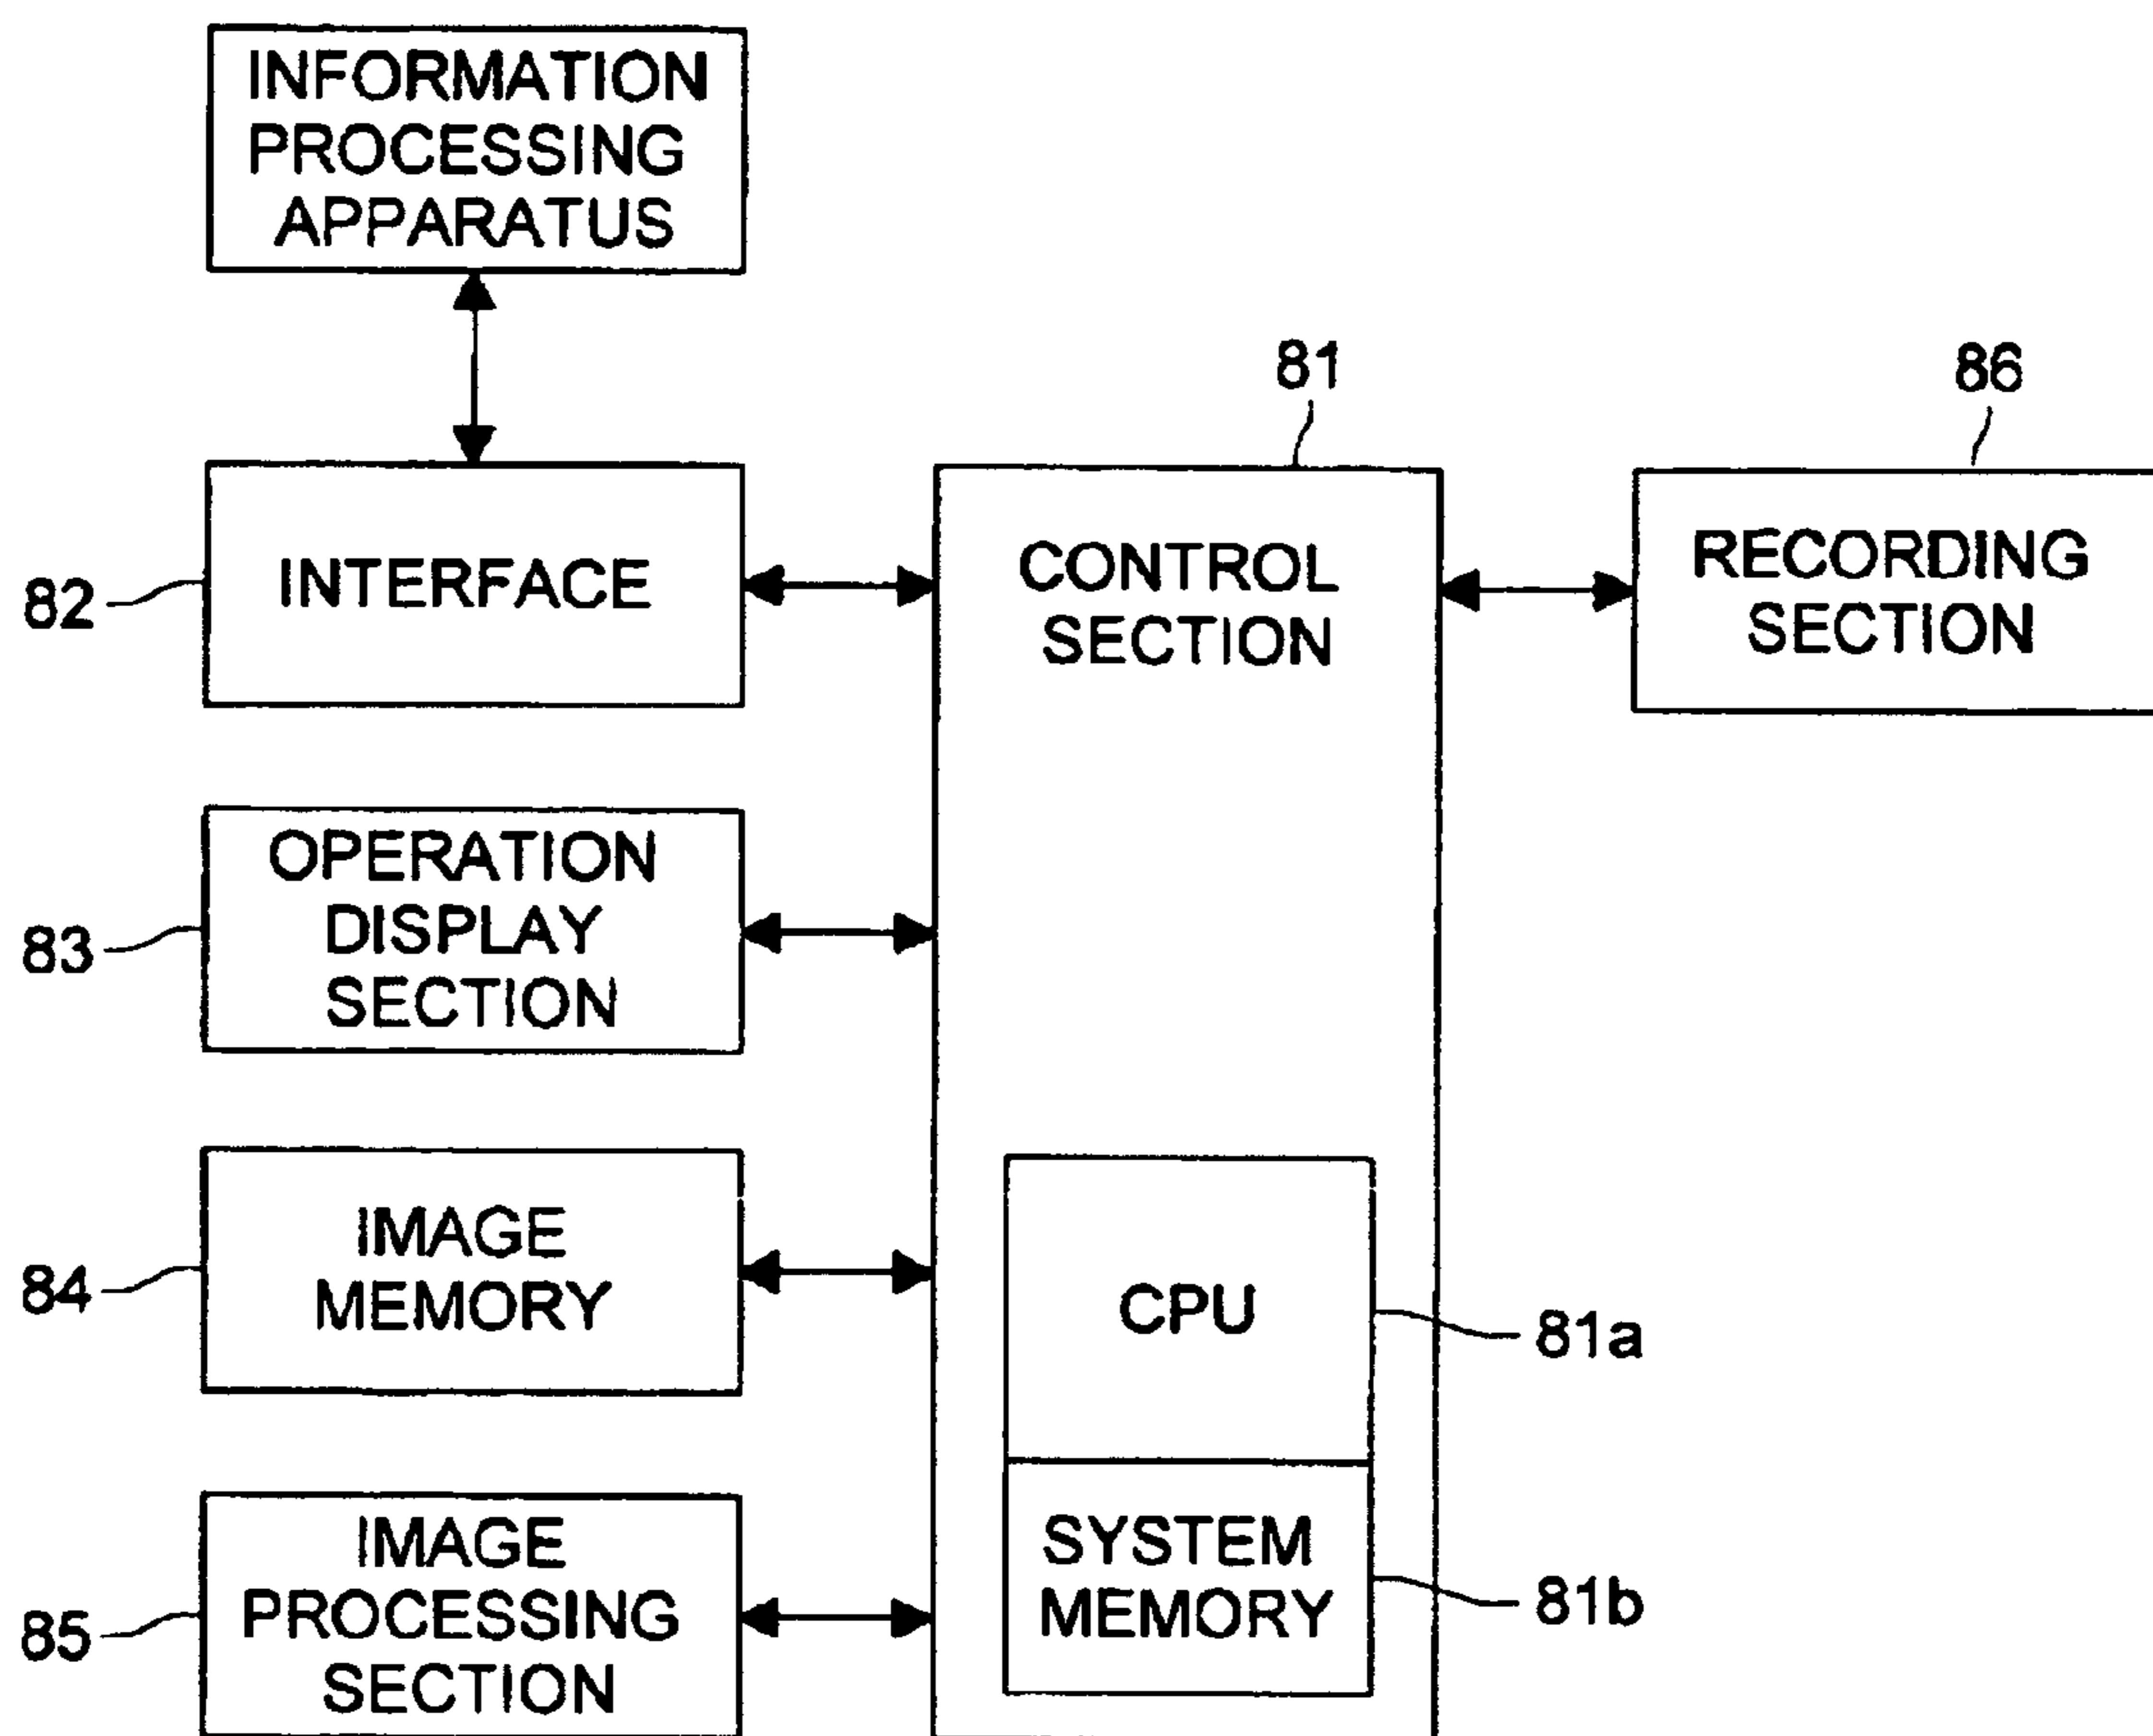 INFORMATION
PROCESSING
APPARATUS
81
86
82
INTERFACE
CONTROL
SECTION
RECORDING
SECTION
83
OPERATION
DISPLAY
SECTION
84
IMAGE
MEMORY
CPU
81a
85
IMAGE
PROCESSING
SECTION
SYSTEM
MEMORY
81b